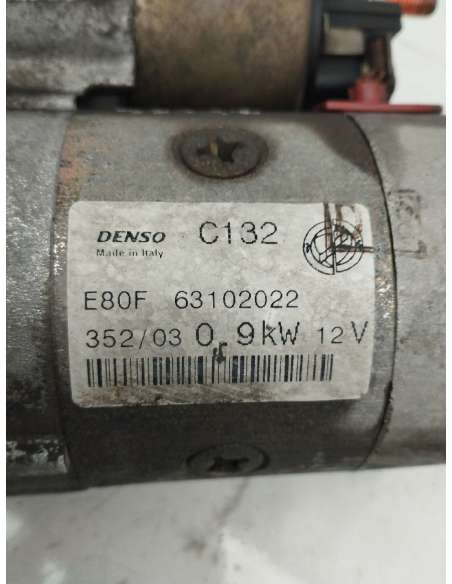 DENSO C132
Made in Italy
E80F 63102022
352/03 0,9kW 12V